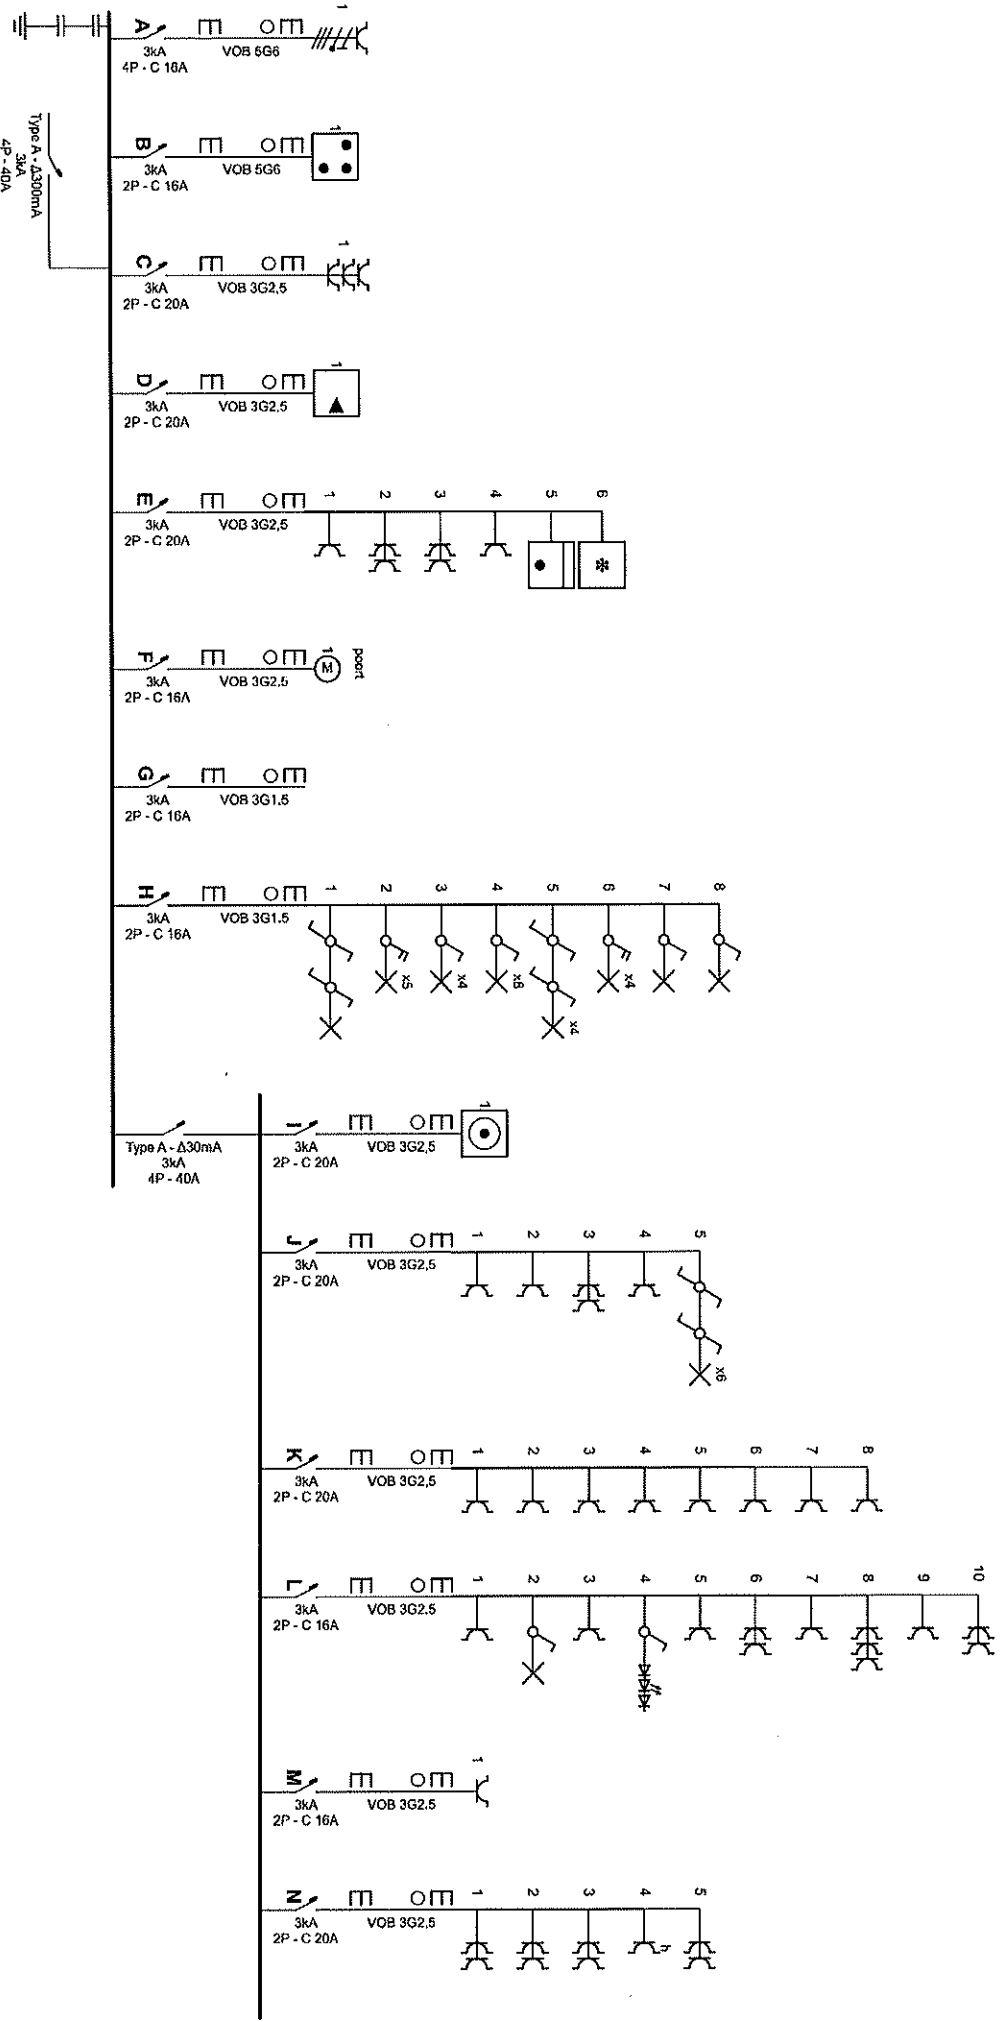 A
1
3kA
VOB 5G6
4P - C 16A
Type A - Δ300mA
3kA
4P - 40A
B
1
3kA
VOB 5G6
2P - C 16A
C
1
3kA
VOB 3G2,5
2P - C 20A
D
1
3kA
VOB 3G2,5
2P - C 20A
E
1 2 3 4 5 6
3kA
VOB 3G2,5
2P - C 20A
F
1
M
poort
3kA
VOB 3G2,5
2P - C 16A
G
3kA
VOB 3G1,5
2P - C 16A
H
1 2 3 4 5 6 7 8
3kA
VOB 3G1,5
2P - C 16A
x5 x4 x6 x4 x4
Type A - Δ30mA
3kA
4P - 40A
I
1
3kA
VOB 3G2,5
2P - C 20A
J
1 2 3 4 5
3kA
VOB 3G2,5
2P - C 20A
x6
K
1 2 3 4 5 6 7 8
3kA
VOB 3G2,5
2P - C 20A
L
1 2 3 4 5 6 7 8 9 10
3kA
VOB 3G2,5
2P - C 16A
M
1
3kA
VOB 3G2,5
2P - C 16A
N
1 2 3 4 5
3kA
VOB 3G2,5
2P - C 20A
h